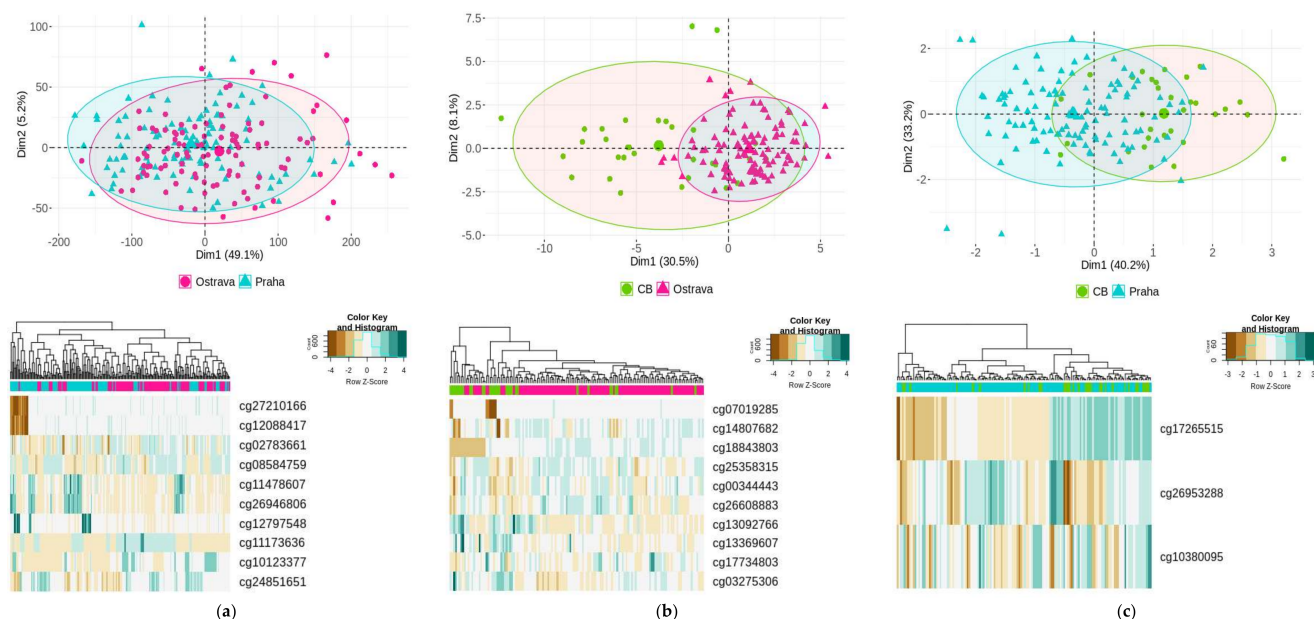 100
50
0
-50
Dim2 (5.2%)
-200
-100
0
100
200
Dim1 (49.1%)
Ostrava
Praha
7.5
5.0
2.5
0.0
-2.5
-5.0
Dim2 (8.1%)
-10
-5
0
5
Dim1 (30.5%)
CB
Ostrava
2
0
-2
Dim2 (33.2%)
-2
-1
0
1
2
3
Dim1 (40.2%)
CB
Praha
Color Key
and Histogram
Count
0
600
-4
-2
0
2
4
Row Z-Score
cg27210166
cg12088417
cg02783661
cg08584759
cg11478607
cg26946806
cg12797548
cg11173636
cg10123377
cg24851651
(a)
Color Key
and Histogram
Count
0
600
-4
-2
0
2
4
Row Z-Score
cg07019285
cg14807682
cg18843803
cg25358315
cg00344443
cg26608883
cg13092766
cg13369607
cg17734803
cg03275306
(b)
Color Key
and Histogram
Count
0
60
-3
-2
-1
0
1
2
3
Row Z-Score
cg17265515
cg26953288
cg10380095
(c)